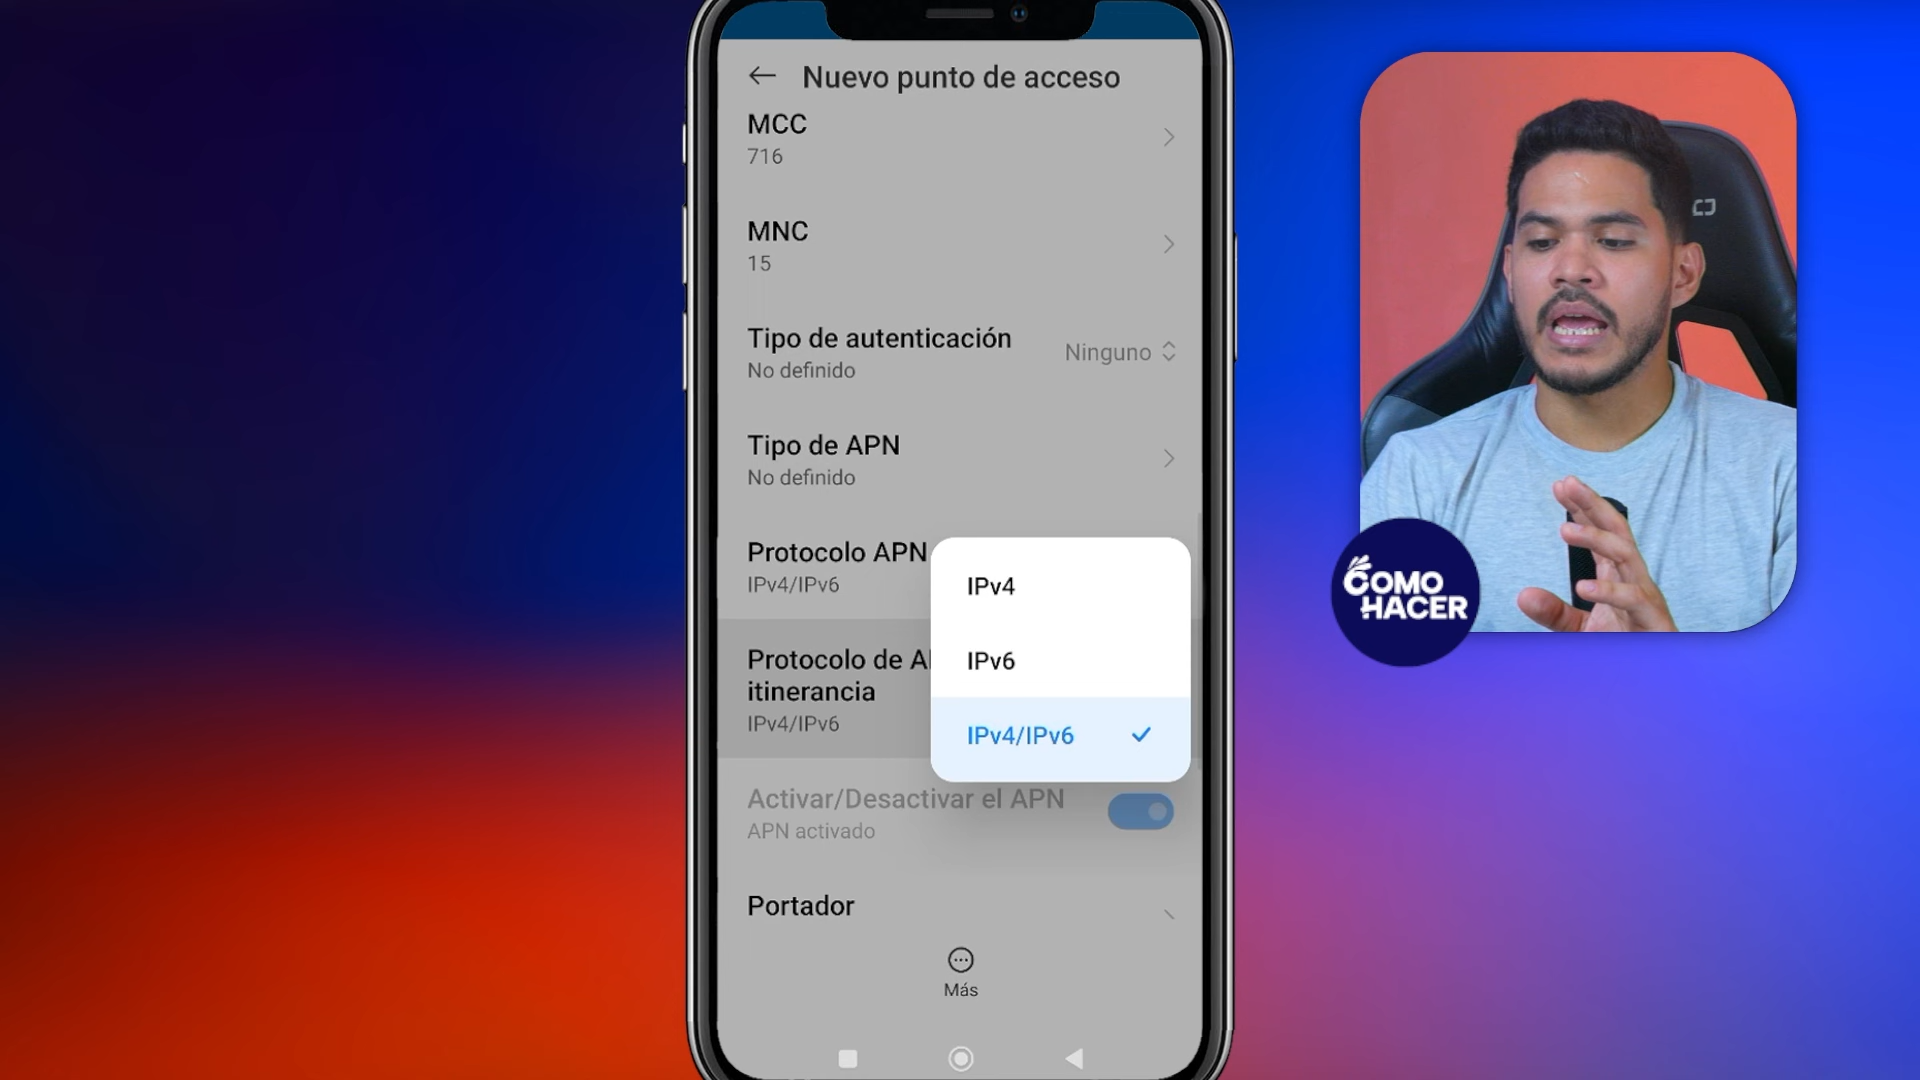 Nuevo punto de acceso
MCC
716
MNC
15
Tipo de autenticación
No definido
Ninguno
Tipo de APN
No definido
Protocolo APN
IPv4/IPv6
IPv4
IPv6
IPv4/IPv6
Protocolo de
itinerancia
IPv4/IPv6
Activar/Desactivar el APN
APN activado
Portador
Más
COMO
HACER